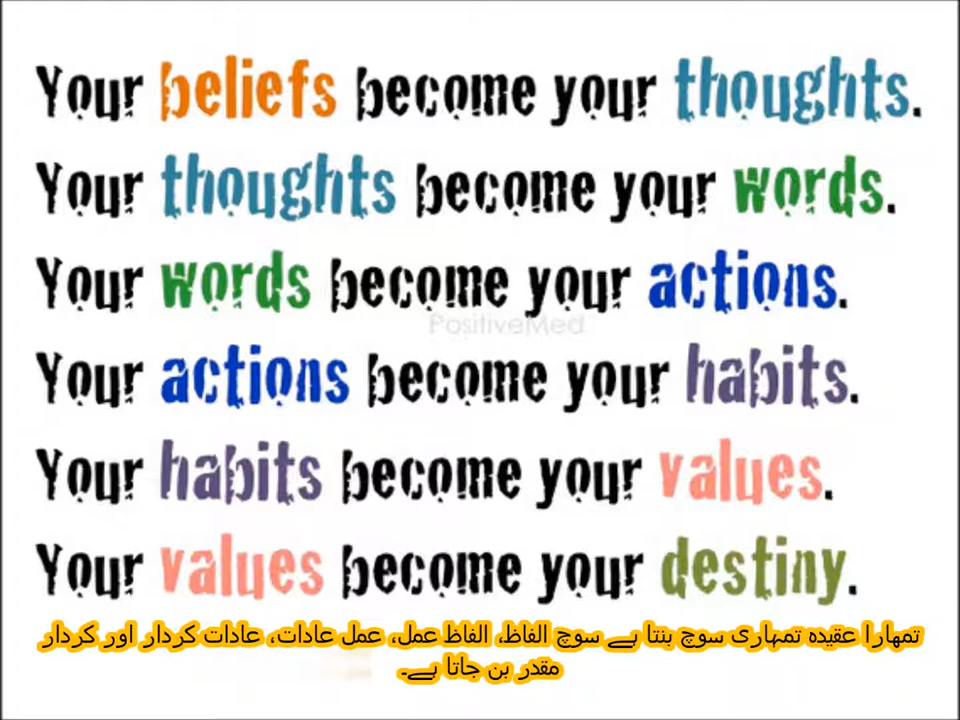 Your beliefs become your thoughts.
Your thoughts become your words.
Your words become your actions.
PositiveMed
Your actions become your habits.
Your habits become your values.
Your values become your destiny.
تمھارا عقیدہ تمہاری سوچ بنتا ہے سوچ الفاظ، الفاظ عمل، عمل عادات، عادات کردار اور کردار
مقدر بن جاتا ہے۔